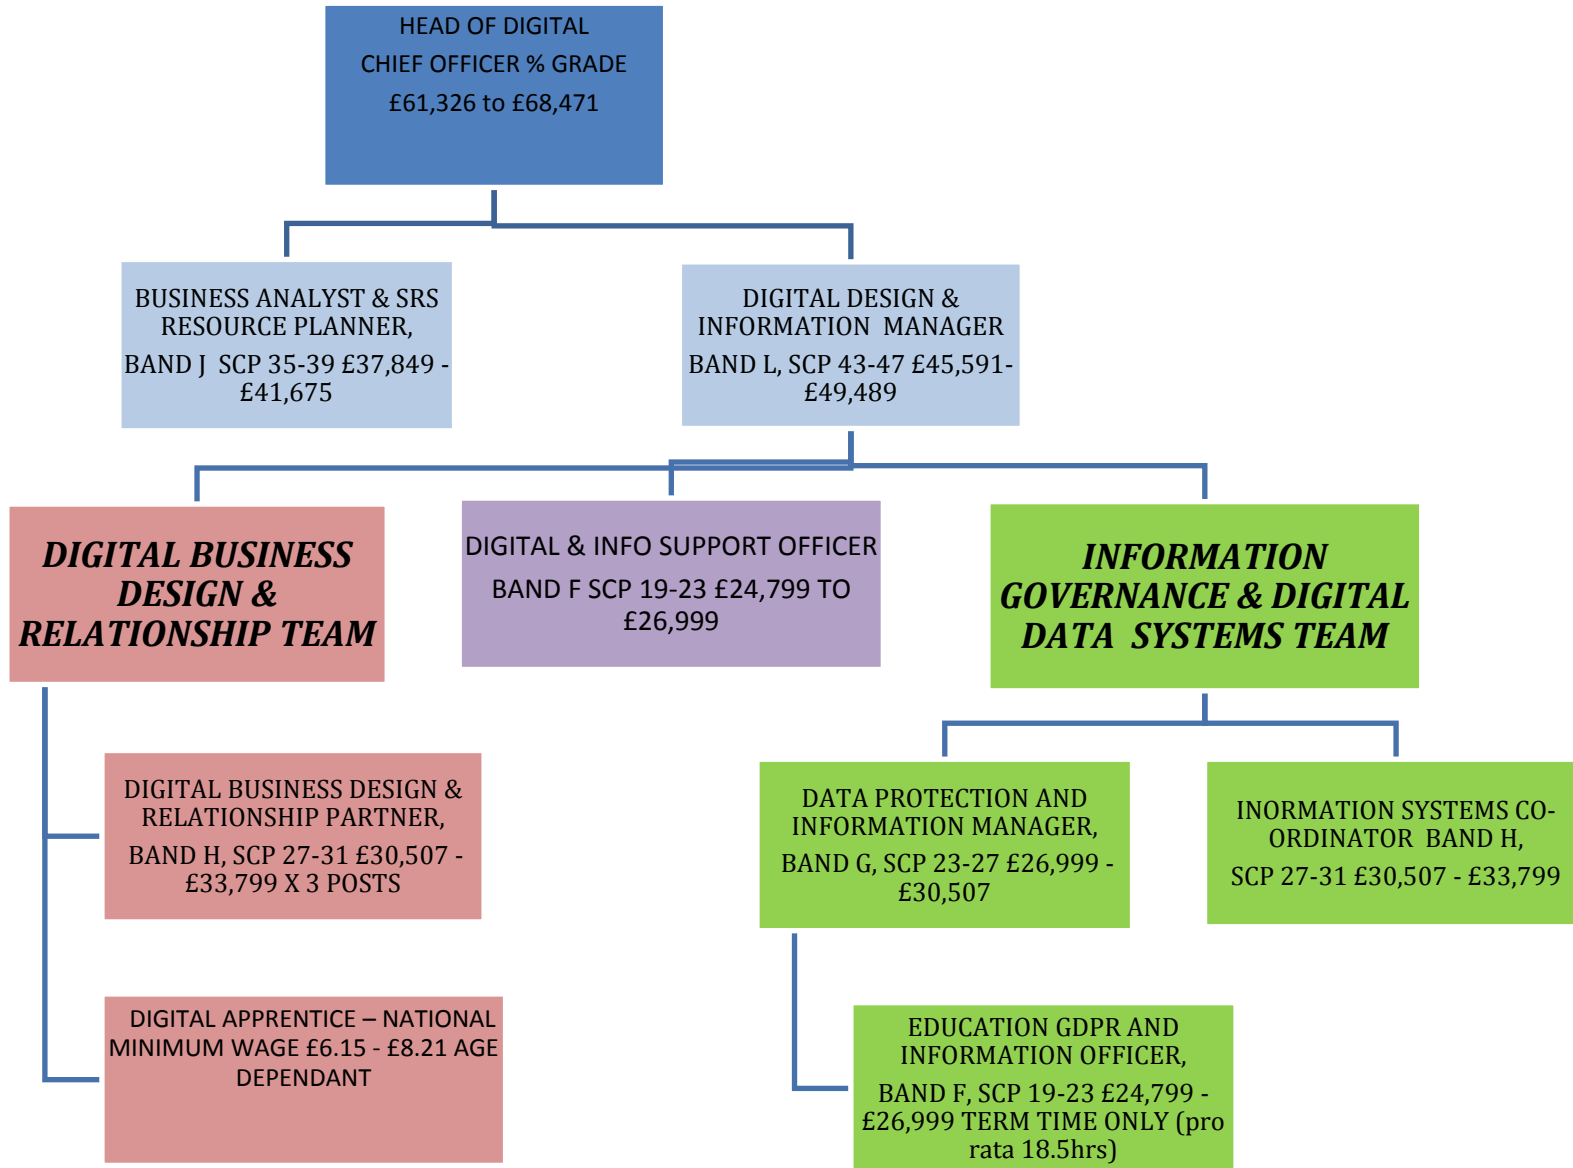 HEAD OF DIGITAL
CHIEF OFFICER % GRADE
£61,326 to £68,471
BUSINESS ANALYST & SRS
RESOURCE PLANNER,
BAND J  SCP 35-39 £37,849 -
£41,675
DIGITAL DESIGN &
INFORMATION  MANAGER
BAND L, SCP 43-47 £45,591-
£49,489
DIGITAL BUSINESS
DESIGN &
RELATIONSHIP TEAM
DIGITAL & INFO SUPPORT OFFICER
BAND F SCP 19-23 £24,799 TO
£26,999
INFORMATION
GOVERNANCE & DIGITAL
DATA  SYSTEMS TEAM
DIGITAL BUSINESS DESIGN &
RELATIONSHIP PARTNER,
BAND H, SCP 27-31 £30,507 -
£33,799 X 3 POSTS
DATA PROTECTION AND
INFORMATION MANAGER,
BAND G, SCP 23-27 £26,999 -
£30,507
INORMATION SYSTEMS CO-
ORDINATOR  BAND H,
SCP 27-31 £30,507 - £33,799
DIGITAL APPRENTICE – NATIONAL
MINIMUM WAGE £6.15 - £8.21 AGE
DEPENDANT
EDUCATION GDPR AND
INFORMATION OFFICER,
BAND F, SCP 19-23 £24,799 -
£26,999 TERM TIME ONLY (pro
rata 18.5hrs)